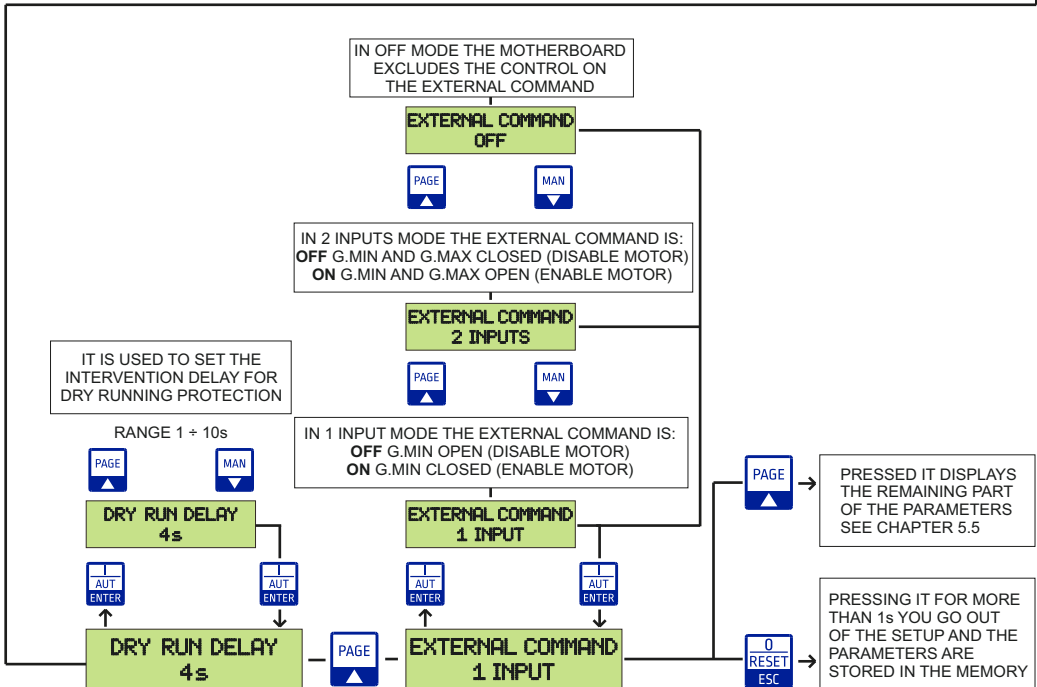 IN OFF MODE THE MOTHERBOARD
EXCLUDES THE CONTROL ON
THE EXTERNAL COMMAND
EXTERNAL COMMAND
OFF
PAGE
MAN
IN 2 INPUTS MODE THE EXTERNAL COMMAND IS:
OFF G.MIN AND G.MAX CLOSED (DISABLE MOTOR)
ON G.MIN AND G.MAX OPEN (ENABLE MOTOR)
EXTERNAL COMMAND
2 INPUTS
PAGE
MAN
IT IS USED TO SET THE
INTERVENTION DELAY FOR
DRY RUNNING PROTECTION
RANGE 1 ÷ 10s
PAGE
MAN
DRY RUN DELAY
4s
IN 1 INPUT MODE THE EXTERNAL COMMAND IS:
OFF G.MIN OPEN (DISABLE MOTOR)
ON G.MIN CLOSED (ENABLE MOTOR)
EXTERNAL COMMAND
1 INPUT
I
AUT
ENTER
I
AUT
ENTER
I
AUT
ENTER
I
AUT
ENTER
DRY RUN DELAY
4s
PAGE
EXTERNAL COMMAND
1 INPUT
PAGE
PRESSED IT DISPLAYS
THE REMAINING PART
OF THE PARAMETERS
SEE CHAPTER 5.5
0
RESET
ESC
PRESSING IT FOR MORE
THAN 1s YOU GO OUT
OF THE SETUP AND THE
PARAMETERS ARE
STORED IN THE MEMORY